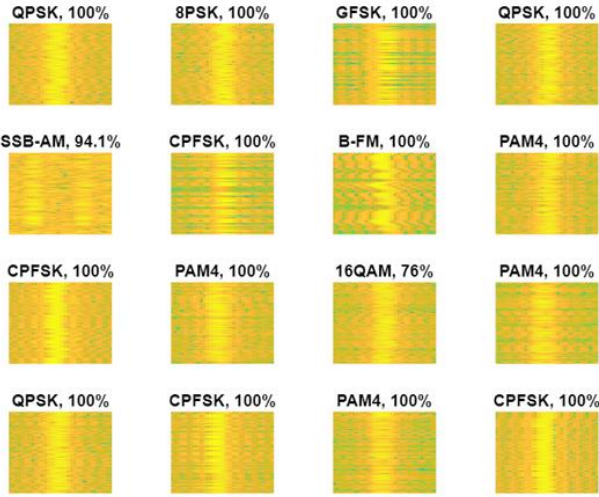 QPSK, 100%
8PSK, 100%
GFSK, 100%
QPSK, 100%
SSB-AM, 94.1%
CPFSK, 100%
B-FM, 100%
PAM4, 100%
CPFSK, 100%
PAM4, 100%
16QAM, 76%
PAM4, 100%
QPSK, 100%
CPFSK, 100%
PAM4, 100%
CPFSK, 100%